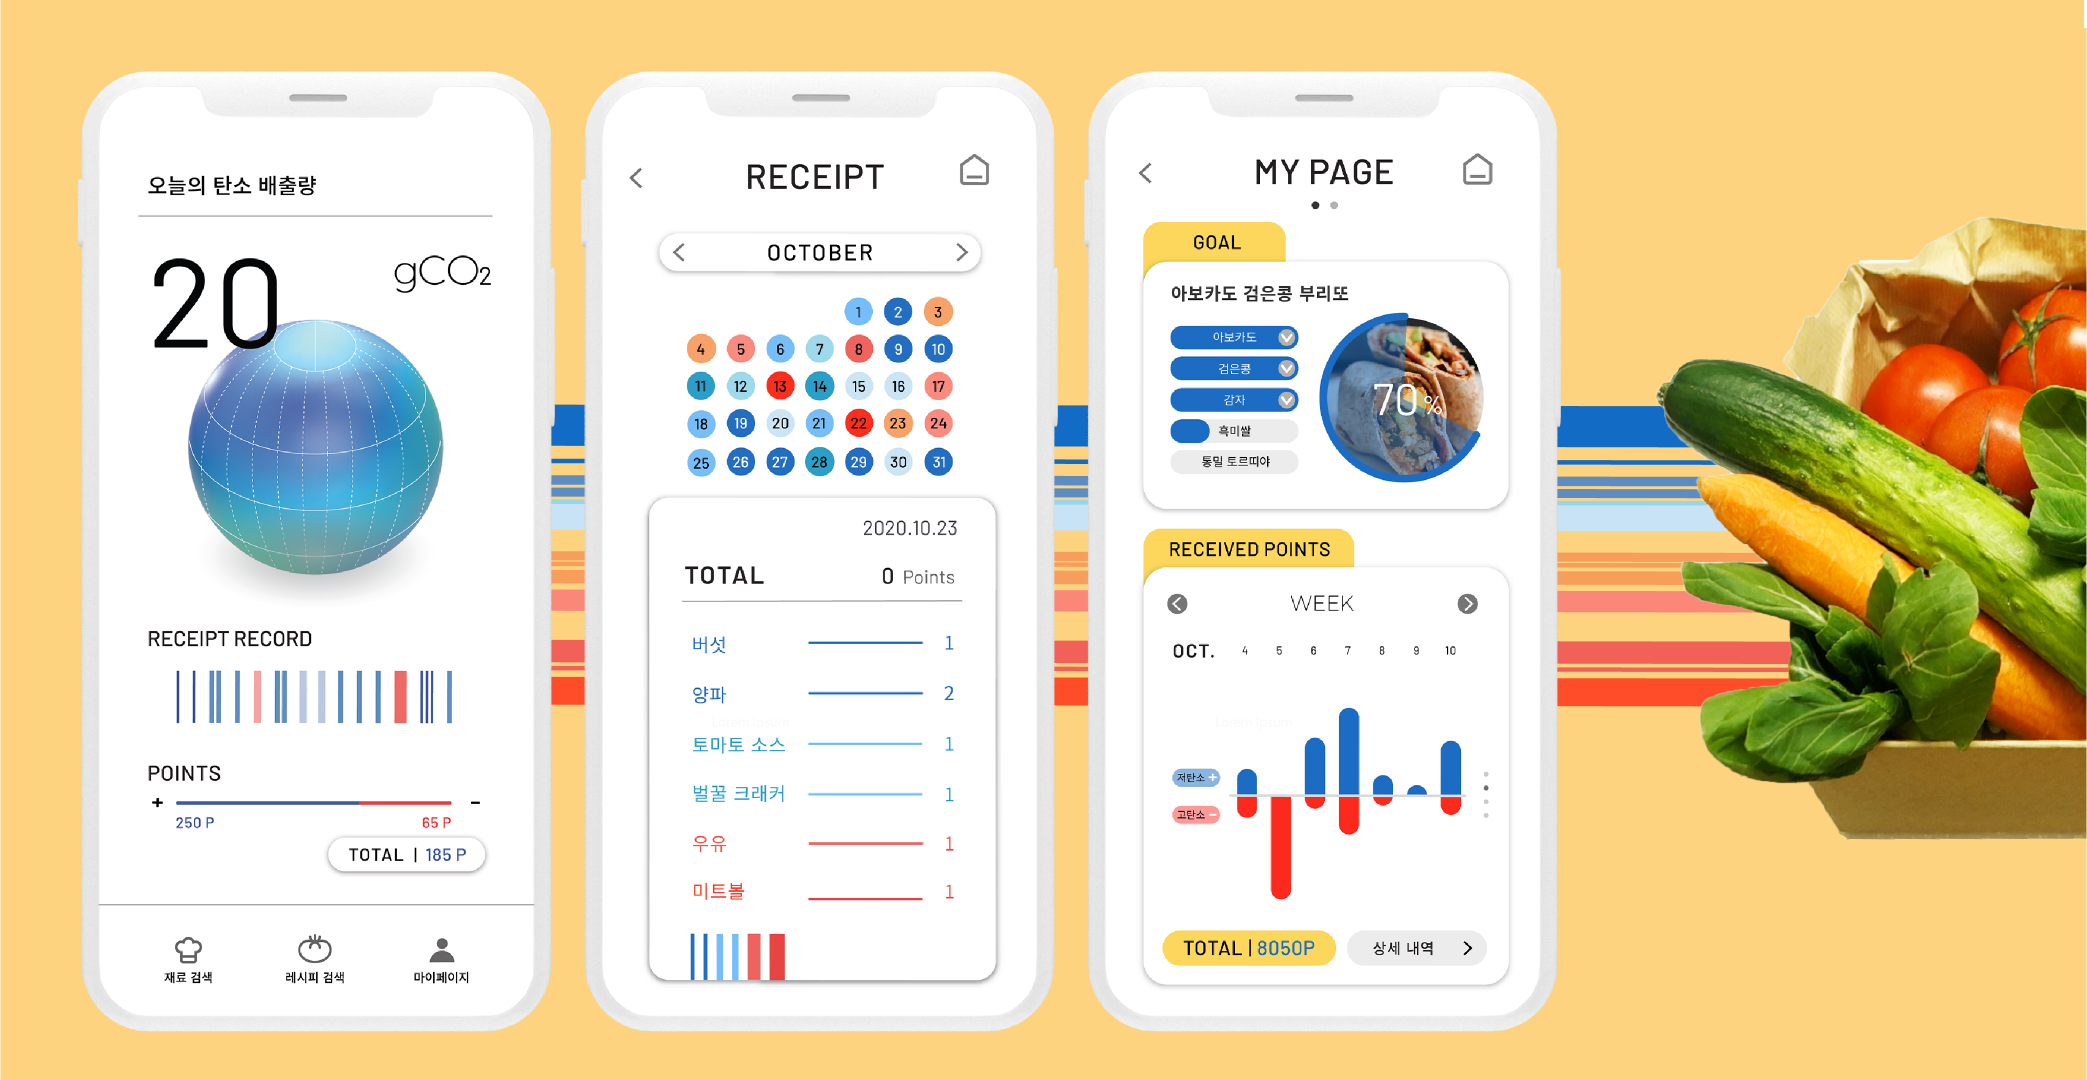 오늘의 탄소 배출량
20 gCO2
RECEIPT RECORD
POINTS
+ −
250 P 65 P
TOTAL | 185 P
재료 검색 레시피 검색 마이페이지
RECEIPT
OCTOBER
1 2 3
4 5 6 7 8 9 10
11 12 13 14 15 16 17
18 19 20 21 22 23 24
25 26 27 28 29 30 31
2020.10.23
TOTAL 0 Points
버섯 1
양파 2
Lorem ipsum
토마토 소스 1
벌꿀 크래커 1
우유 1
미트볼 1
MY PAGE
GOAL
아보카도 검은콩 부리또
아보카도
검은콩
감자
흑미쌀
통밀 토르띠야
70%
RECEIVED POINTS
WEEK
OCT. 4 5 6 7 8 9 10
Lorem ipsum
저탄소 +
고탄소 −
TOTAL | 8050P
상세 내역